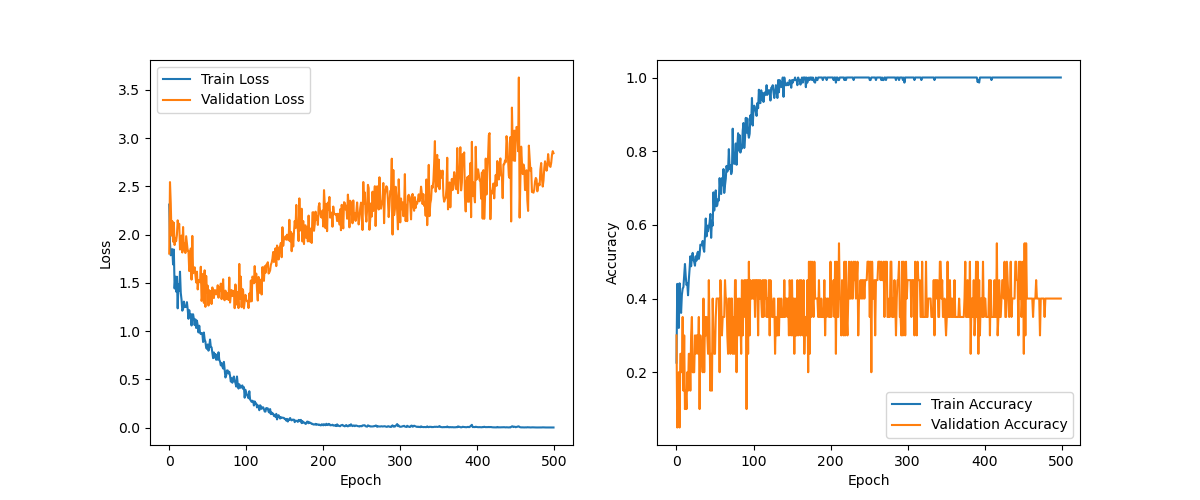 Train Loss
Validation Loss
3.5
3.0
2.5
2.0
1.5
1.0
0.5
0.0
Loss
0 100 200 300 400 500
Epoch
1.0
0.8
0.6
0.4
0.2
Accuracy
Train Accuracy
Validation Accuracy
0 100 200 300 400 500
Epoch